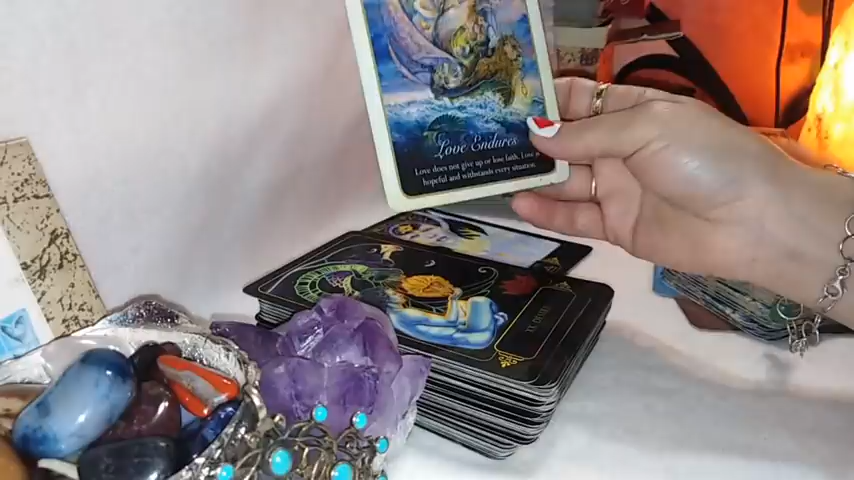 Love Endures
Love does not give up or lose faith, Love is
hopeful and withstands every situation.